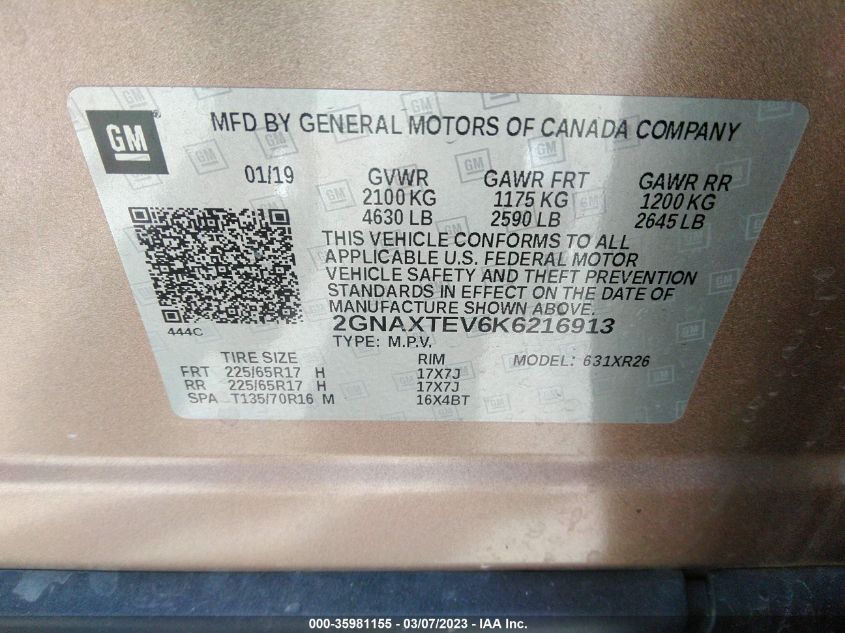 GM
MFD BY GENERAL MOTORS OF CANADA COMPANY
01/19 GVWR GAWR FRT GAWR RR
2100 KG 1175 KG 1200 KG
4630 LB 2590 LB 2645 LB
THIS VEHICLE CONFORMS TO ALL
APPLICABLE U.S. FEDERAL MOTOR
VEHICLE SAFETY AND THEFT PREVENTION
STANDARDS IN EFFECT ON THE DATE OF
MANUFACTURE SHOWN ABOVE.
444C
2GNAXTEV6K6216913
TYPE: M.P.V.
TIRE SIZE RIM MODEL: 631XR26
FRT 225/65R17 H 17X7J
RR 225/65R17 H 17X7J
SPA T135/70R16 M 16X4BT
000-35981155 — 03/07/2023 — IAA Inc.